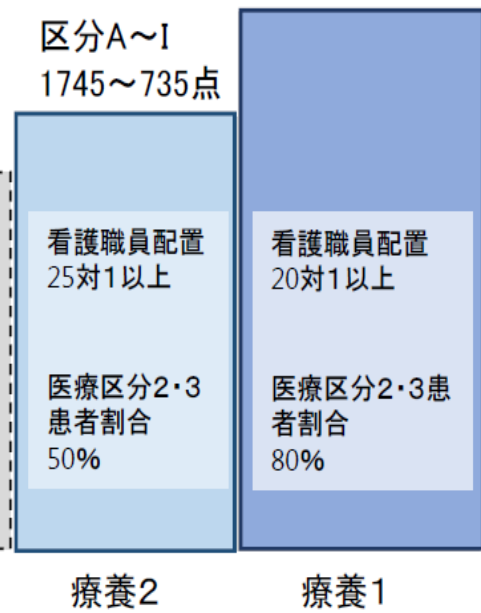 区分A～I
1745～735点
看護職員配置
25対1以上
医療区分2・3
患者割合
50%
看護職員配置
20対1以上
医療区分2・3患
者割合
80%
療養2
療養1